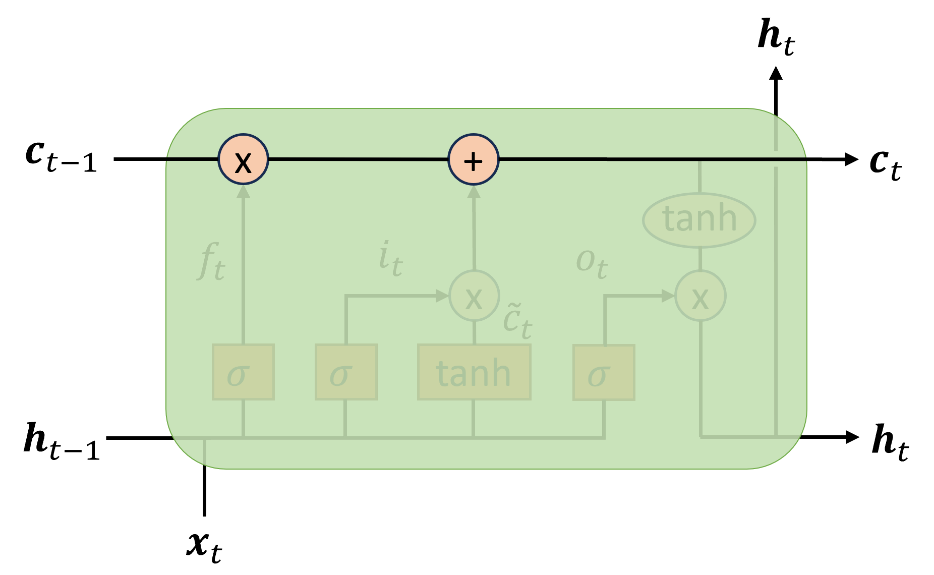 h_t
c_{t-1}
x
+
c_t
tanh
f_t
i_t
o_t
x
x
c̃_t
σ
σ
tanh
σ
h_{t-1}
h_t
x_t